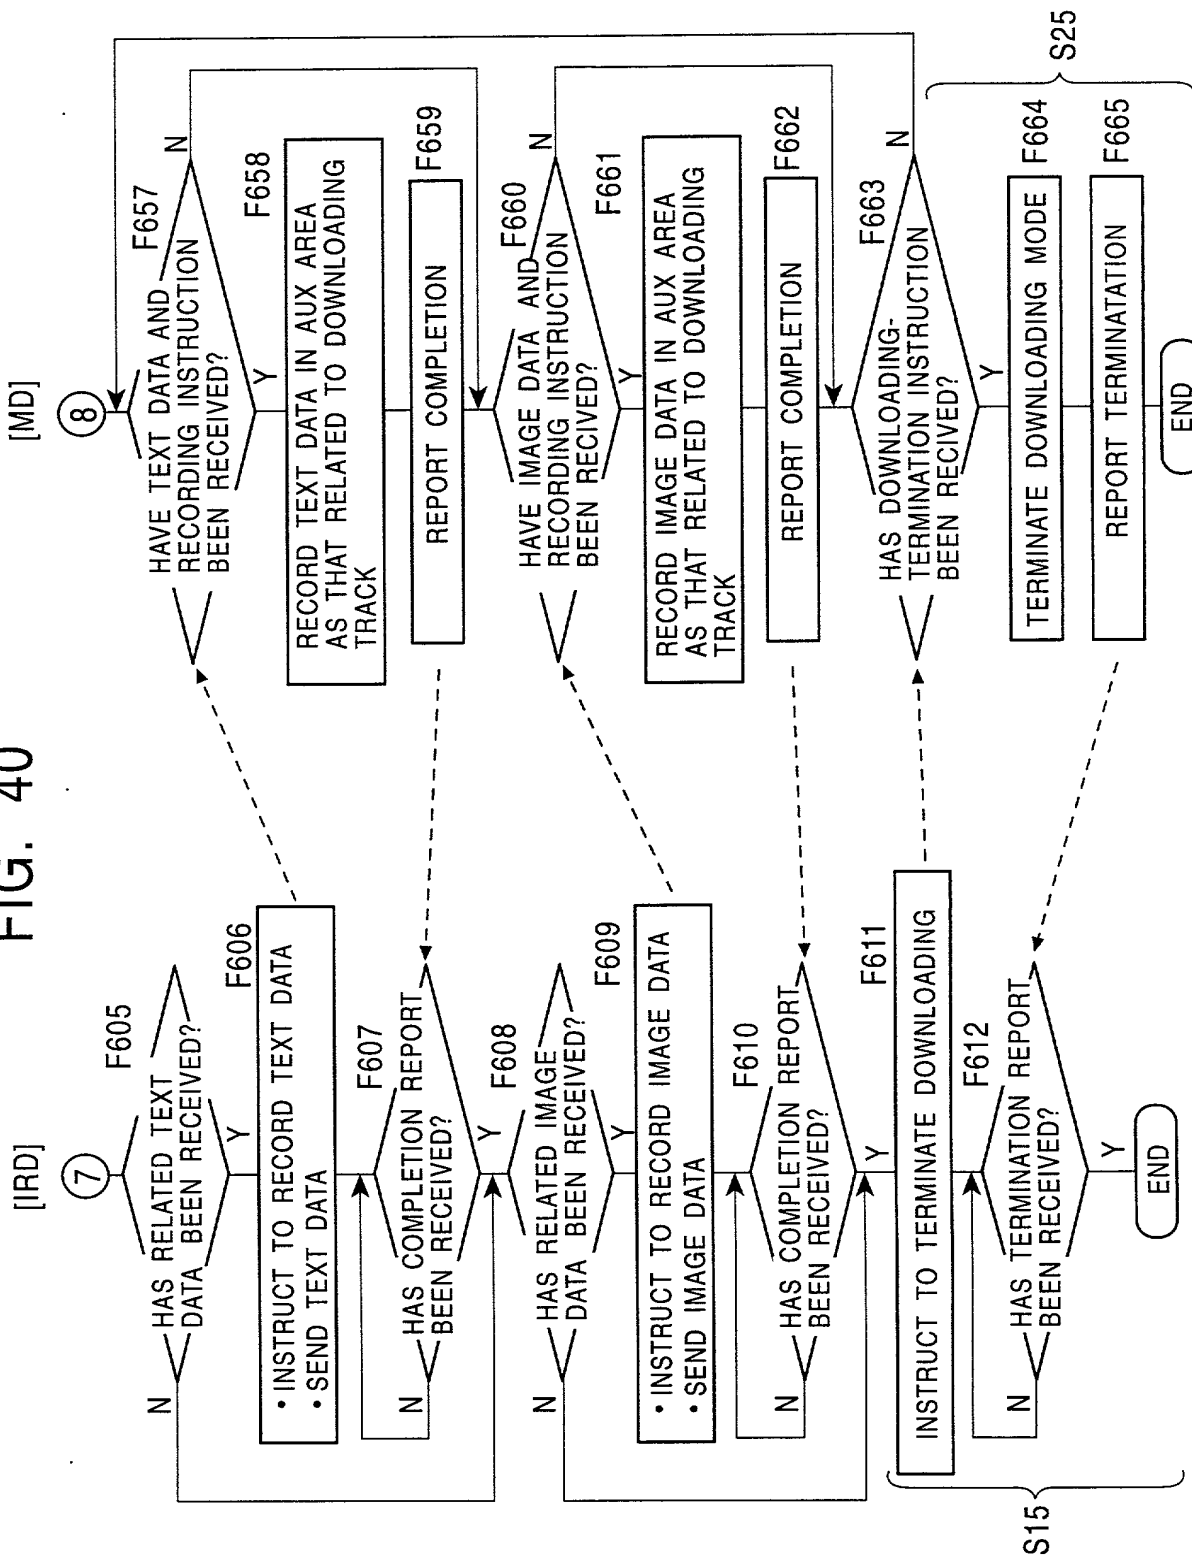 FIG. 40
[IRD]
7
F605
HAS RELATED TEXT
DATA BEEN RECEIVED?
N
Y
F606
• INSTRUCT TO RECORD TEXT DATA
• SEND TEXT DATA
F607
HAS COMPLETION REPORT
BEEN RECEIVED?
N
Y
F608
HAS RELATED IMAGE
DATA BEEN RECEIVED?
N
Y
F609
• INSTRUCT TO RECORD IMAGE DATA
• SEND IMAGE DATA
F610
HAS COMPLETION REPORT
BEEN RECEIVED?
N
Y
F611
INSTRUCT TO TERMINATE DOWNLOADING
F612
HAS TERMINATION REPORT
BEEN RECEIVED?
N
Y
END
S15
[MD]
8
F657
HAVE TEXT DATA AND
RECORDING INSTRUCTION
BEEN RECEIVED?
N
Y
F658
RECORD TEXT DATA IN AUX AREA
AS THAT RELATED TO DOWNLOADING
TRACK
F659
REPORT COMPLETION
F660
HAVE IMAGE DATA AND
RECORDING INSTRUCTION
BEEN RECIVED?
N
Y
F661
RECORD IMAGE DATA IN AUX AREA
AS THAT RELATED TO DOWNLOADING
TRACK
F662
REPORT COMPLETION
F663
HAS DOWNLOADING-
TERMINATION INSTRUCTION
BEEN RECIVED?
N
Y
F664
TERMINATE DOWNLOADING MODE
F665
REPORT TERMINATATION
END
S25